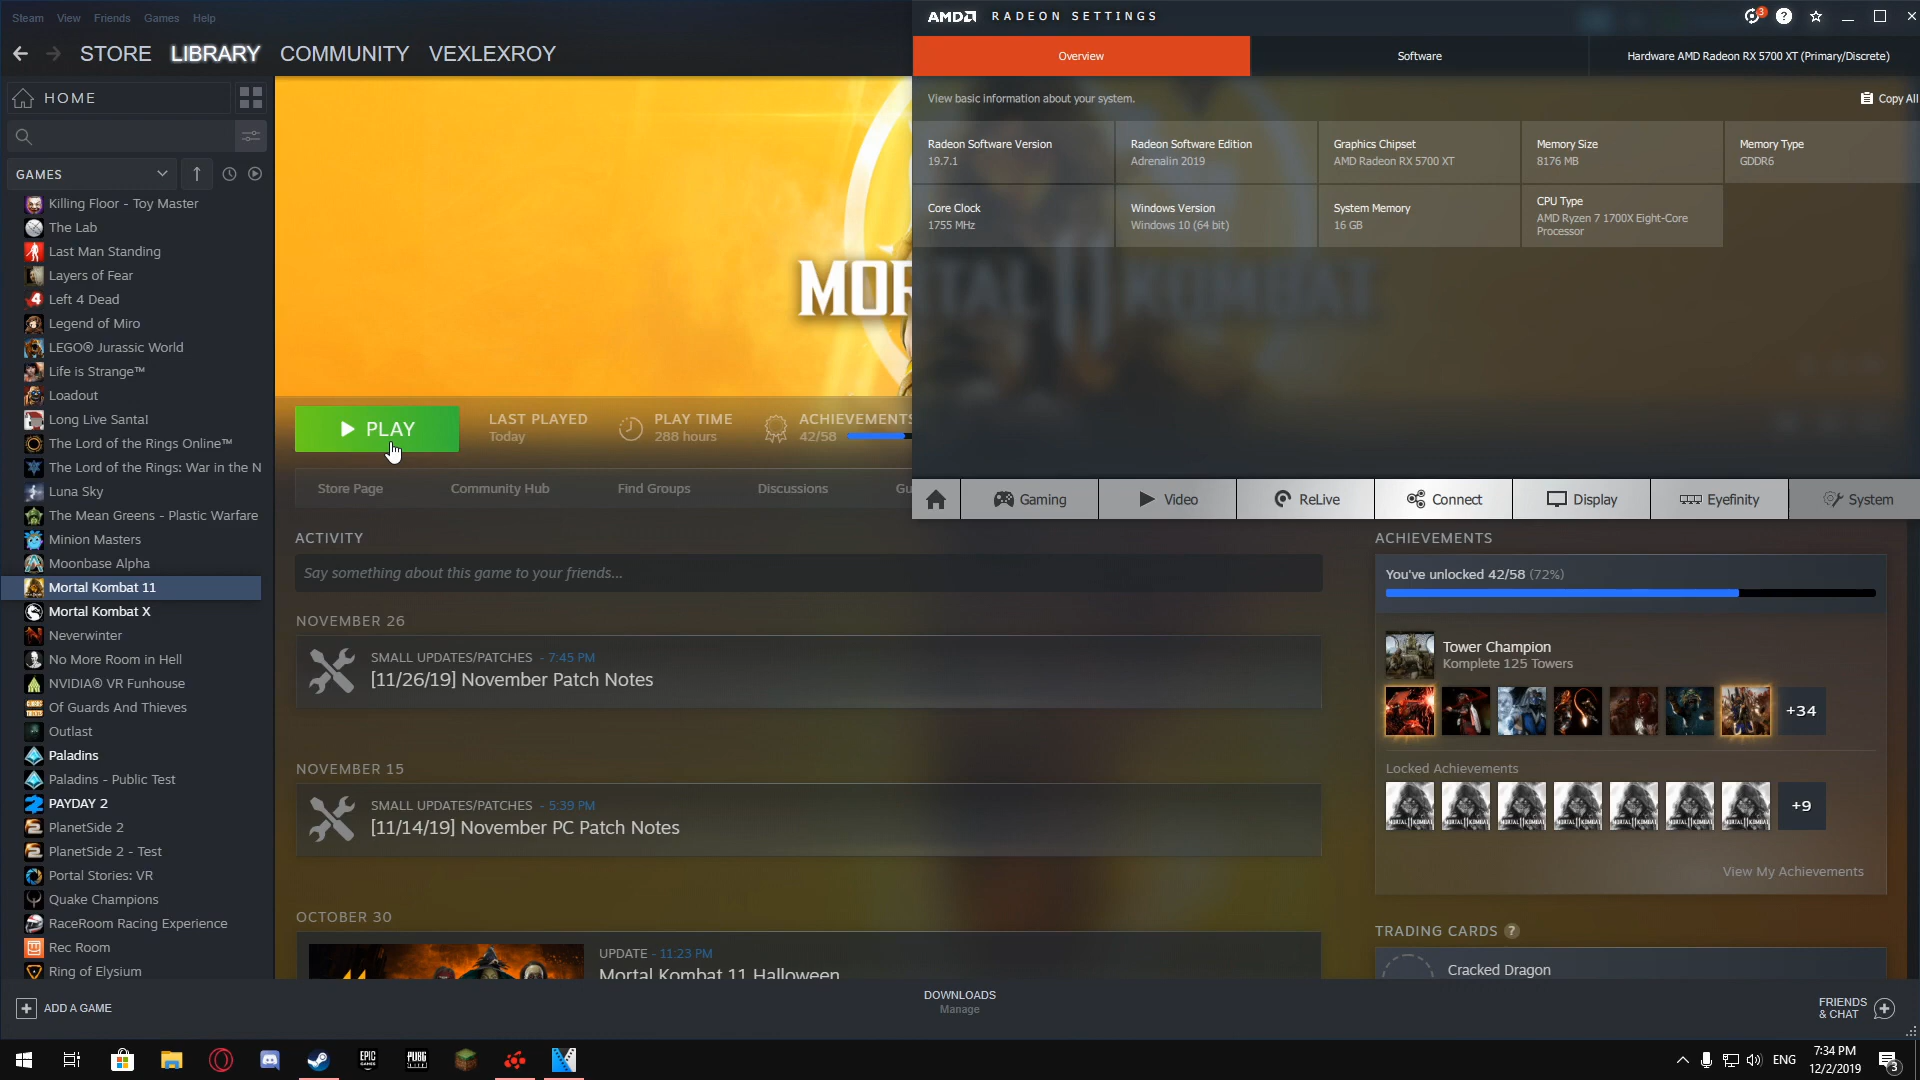 Steam View Friends Games Help
STORE LIBRARY COMMUNITY VEXLEXROY
HOME
GAMES
Killing Floor - Toy Master
The Lab
Last Man Standing
Layers of Fear
Left 4 Dead
Legend of Miro
LEGO® Jurassic World
Life is Strange™
Loadout
Long Live Santa!
The Lord of the Rings Online™
The Lord of the Rings: War in the N
Luna Sky
The Mean Greens - Plastic Warfare
Minion Masters
Moonbase Alpha
Mortal Kombat 11
Mortal Kombat X
Neverwinter
No More Room in Hell
NVIDIA® VR Funhouse
Of Guards And Thieves
Outlast
Paladins
Paladins - Public Test
PAYDAY 2
PlanetSide 2
PlanetSide 2 - Test
Portal Stories: VR
Quake Champions
RaceRoom Racing Experience
Rec Room
Ring of Elysium
ADD A GAME
MORTAL KOMBAT
PLAY
LAST PLAYED
Today
PLAY TIME
288 hours
ACHIEVEMENTS
42/58
Store Page Community Hub Find Groups Discussions Gu
ACTIVITY
Say something about this game to your friends...
NOVEMBER 26
SMALL UPDATES/PATCHES - 7:45 PM
[11/26/19] November Patch Notes
NOVEMBER 15
SMALL UPDATES/PATCHES - 5:39 PM
[11/14/19] November PC Patch Notes
OCTOBER 30
UPDATE - 11:23 PM
Mortal Kombat 11 Halloween
AMD RADEON SETTINGS
3
Overview Software Hardware AMD Radeon RX 5700 XT (Primary/Discrete)
View basic information about your system.
Copy All
Radeon Software Version
19.7.1
Radeon Software Edition
Adrenalin 2019
Graphics Chipset
AMD Radeon RX 5700 XT
Memory Size
8176 MB
Memory Type
GDDR6
Core Clock
1755 MHz
Windows Version
Windows 10 (64 bit)
System Memory
16 GB
CPU Type
AMD Ryzen 7 1700X Eight-Core
Processor
Gaming Video ReLive Connect Display Eyefinity System
ACHIEVEMENTS
You've unlocked 42/58 (72%)
Tower Champion
Komplete 125 Towers
+34
Locked Achievements
+9
View My Achievements
TRADING CARDS ?
Cracked Dragon
DOWNLOADS
Manage
FRIENDS
& CHAT
EPIC
GAMES
PUBG
ENG
7:34 PM
12/2/2019
3